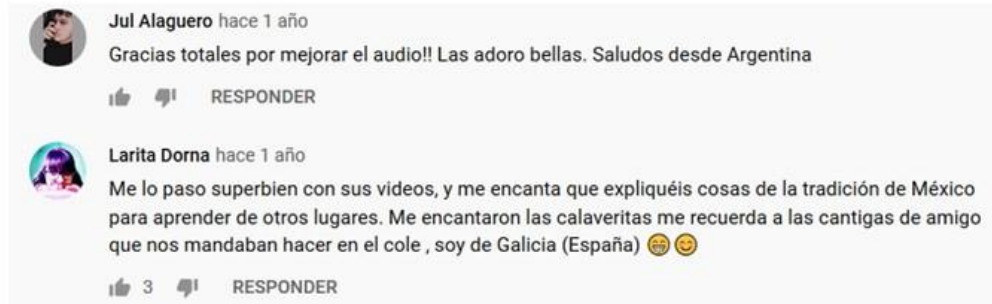 Jul Alaguero hace 1 año
Gracias totales por mejorar el audio!! Las adoro bellas. Saludos desde Argentina
RESPONDER
Larita Dorna hace 1 año
Me lo paso superbien con sus videos, y me encanta que expliquéis cosas de la tradición de México
para aprender de otros lugares. Me encantaron las calaveritas me recuerda a las cantigas de amigo
que nos mandaban hacer en el cole , soy de Galicia (España) 😁😊
3 RESPONDER